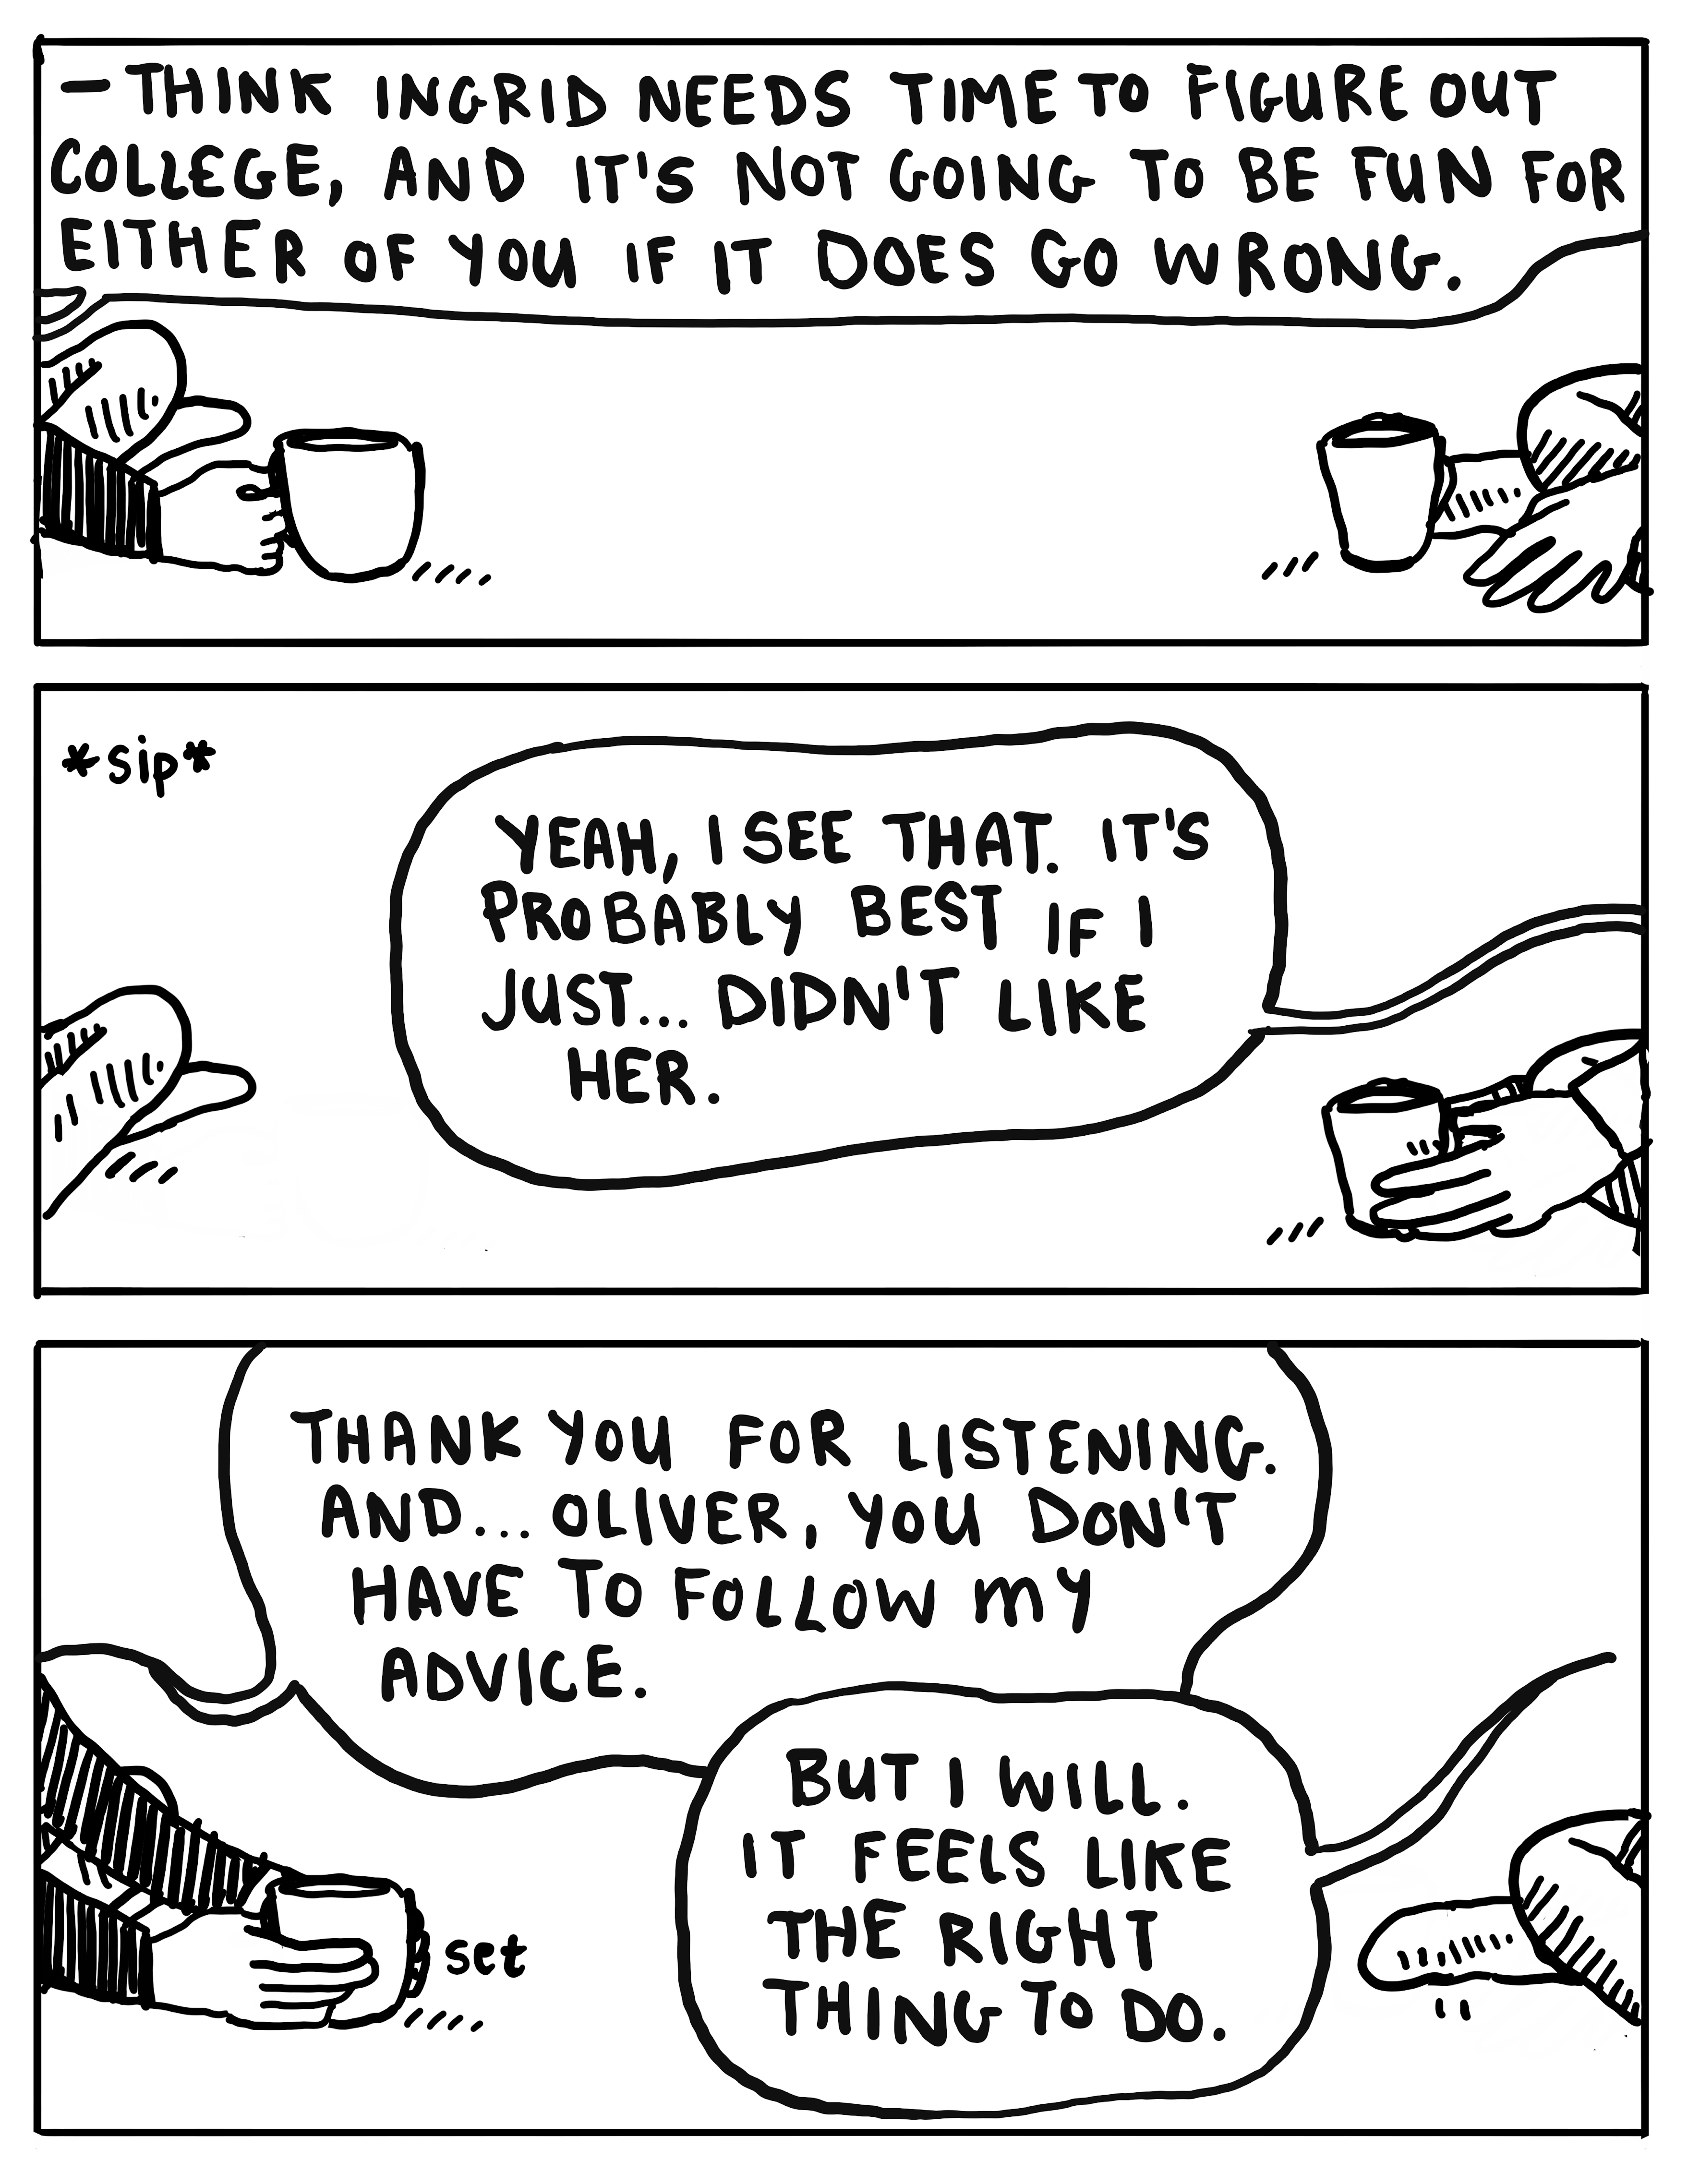 —THINK INGRID NEEDS TIME TO FIGURE OUT
COLLEGE, AND IT'S NOT GOING TO BE FUN FOR
EITHER OF YOU IF IT DOES GO WRONG.
*sip*
YEAH, I SEE THAT. IT'S
PROBABLY BEST IF I
JUST... DIDN'T LIKE
HER.
THANK YOU FOR LISTENING.
AND... OLIVER, YOU DON'T
HAVE TO FOLLOW MY
ADVICE.
BUT I WILL.
IT FEELS LIKE
THE RIGHT
THING TO DO.
set